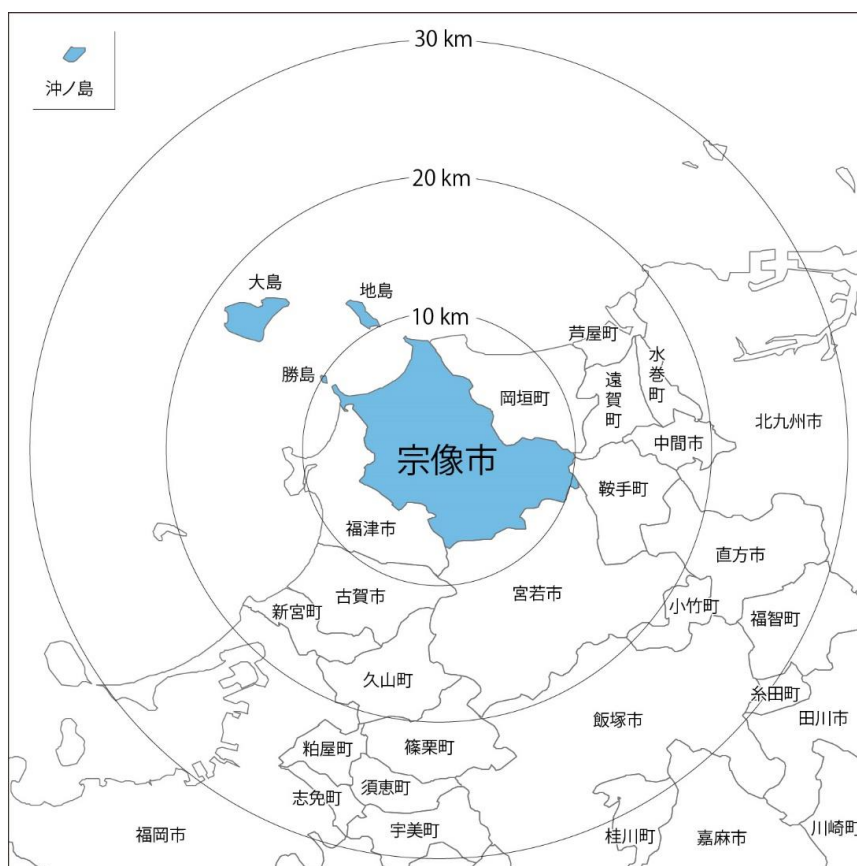 30 km
沖ノ島
20 km
大島
地島
10 km
芦屋町
水巻町
勝島
遠賀町
岡垣町
北九州市
中間市
宗像市
鞍手町
福津市
直方市
宮若市
古賀市
小竹町
新宮町
福智町
久山町
糸田町
飯塚市
田川市
粕屋町
篠栗町
須恵町
志免町
宇美町
福岡市
桂川町
嘉麻市
川崎町